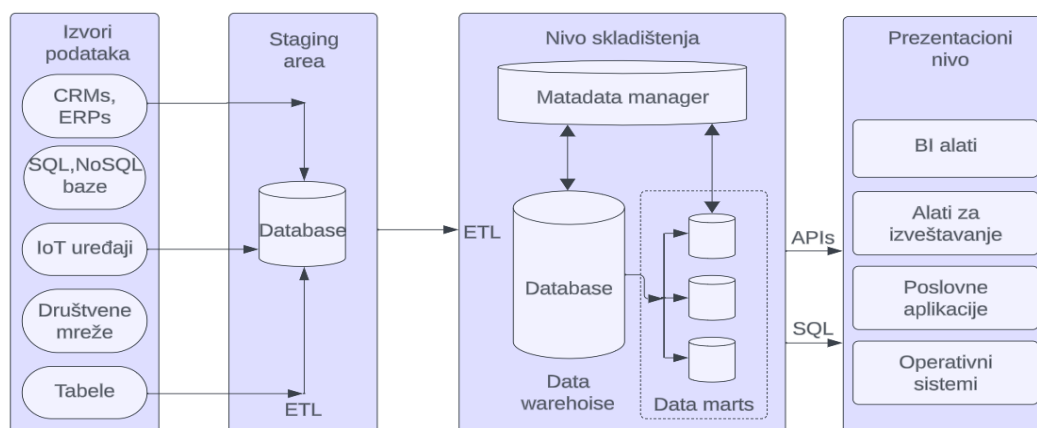 Izvori
podataka
CRMs,
ERPs
SQL,NoSQL
baze
IoT uređaji
Društvene
mreže
Tabele
Staging
area
Database
ETL
Nivo skladištenja
Matadata manager
ETL
Database
Data
warehoise
Data marts
APIs
SQL
Prezentacioni
nivo
BI alati
Alati za
izveštavanje
Poslovne
aplikacije
Operativni
sistemi